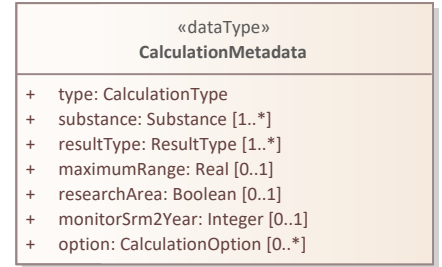 «dataType»
CalculationMetadata
+ type: CalculationType
+ substance: Substance [1..*]
+ resultType: ResultType [1..*]
+ maximumRange: Real [0..1]
+ researchArea: Boolean [0..1]
+ monitorSrm2Year: Integer [0..1]
+ option: CalculationOption [0..*]